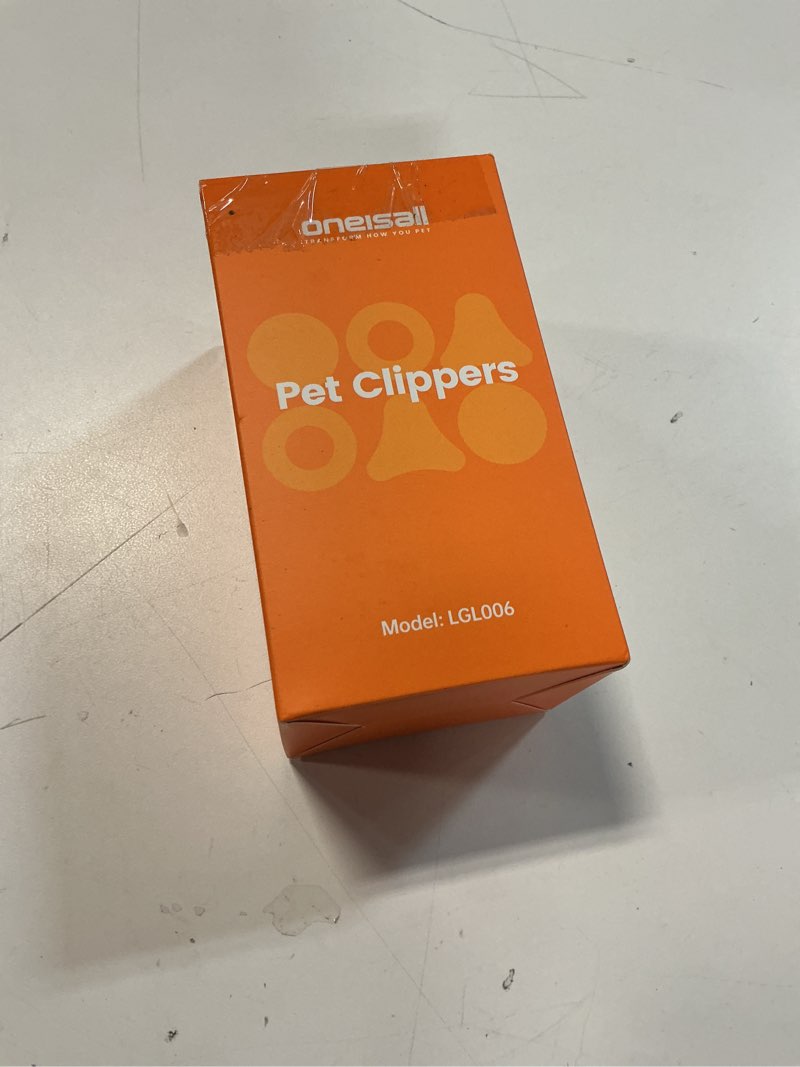 oneisall
TRANSFORM HOW YOU PET
Pet Clippers
Model: LGL006